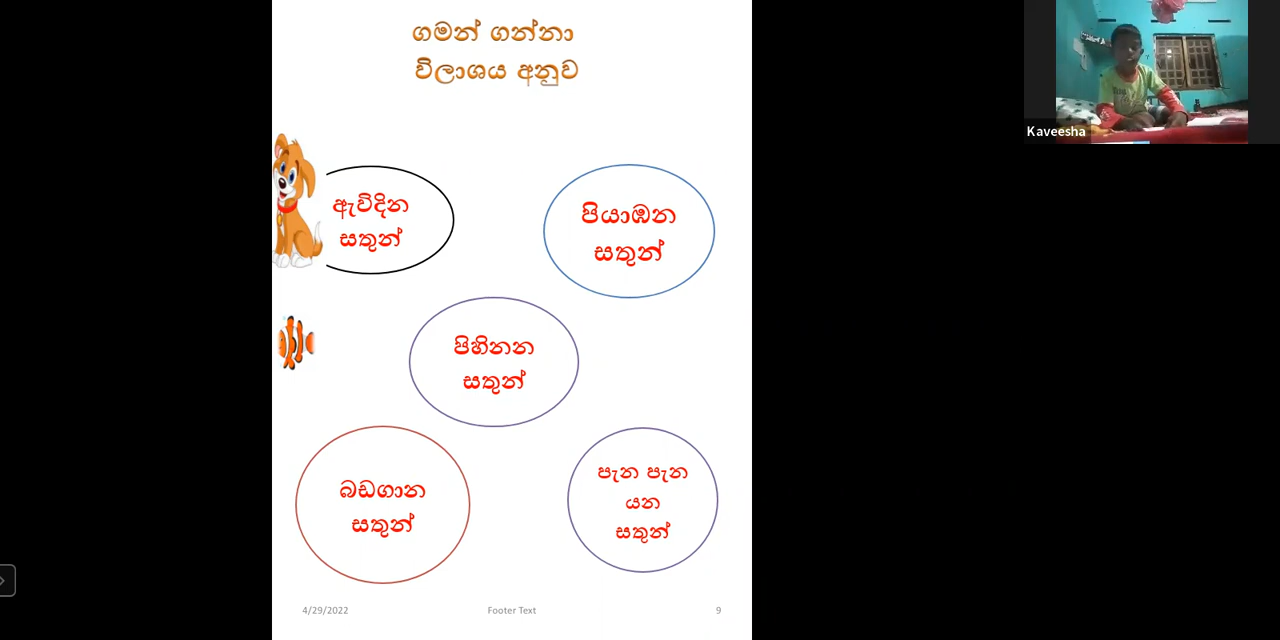 ගමන් ගන්නා
විලාශය අනුව
Kaveesha
ඇවිදින
සතුන්
පියාඹන
සතුන්
පිහිනන
සතුන්
බඩගාන
සතුන්
පැන පැන
යන
සතුන්
4/29/2022
Footer Text
9